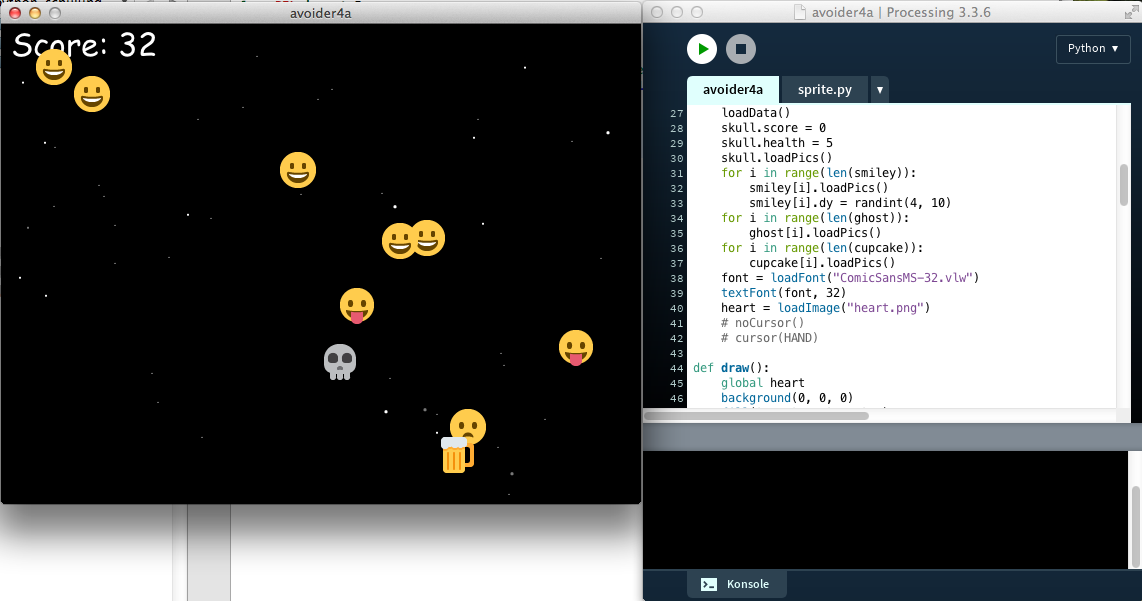 avoider4a
Score: 32
avoider4a | Processing 3.3.6
Python ▼
avoider4a
sprite.py
▼
27 loadData()
28 skull.score = 0
29 skull.health = 5
30 skull.loadPics()
31 for i in range(len(smiley)):
32 smiley[i].loadPics()
33 smiley[i].dy = randint(4, 10)
34 for i in range(len(ghost)):
35 ghost[i].loadPics()
36 for i in range(len(cupcake)):
37 cupcake[i].loadPics()
38 font = loadFont("ComicSansMS-32.vlw")
39 textFont(font, 32)
40 heart = loadImage("heart.png")
41 # noCursor()
42 # cursor(HAND)
43
44 def draw():
45 global heart
46 background(0, 0, 0)
Konsole